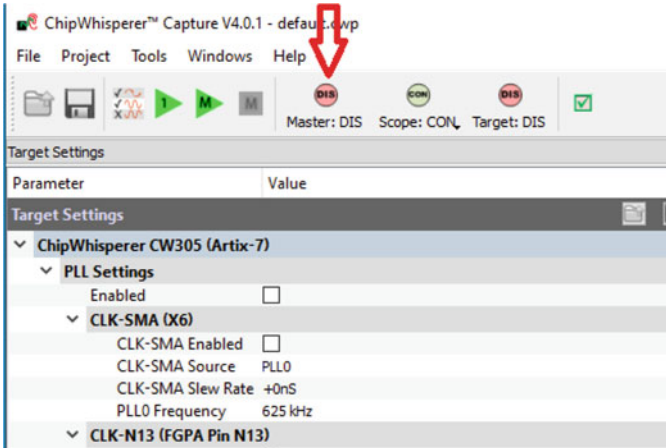 ChipWhisperer™ Capture V4.0.1 - default.cwp
File Project Tools Windows Help
1 M M DIS CON DIS
Master: DIS Scope: CON Target: DIS
Target Settings
Parameter Value
Target Settings
ChipWhisperer CW305 (Artix-7)
PLL Settings
Enabled
CLK-SMA (X6)
CLK-SMA Enabled
CLK-SMA Source PLL0
CLK-SMA Slew Rate +0nS
PLL0 Frequency 625 kHz
CLK-N13 (FGPA Pin N13)